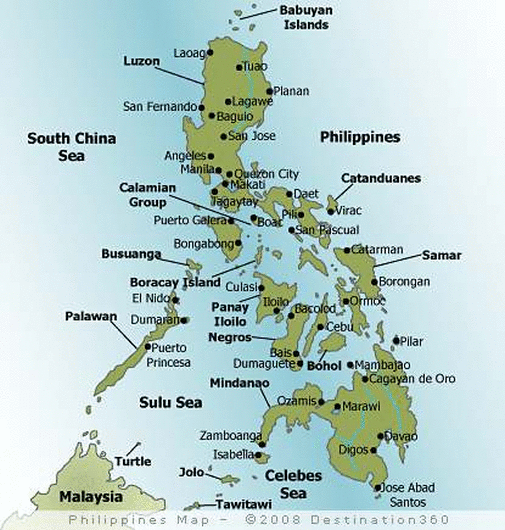 Babuyan
Islands
Laoag
Luzon
Tuao
Planan
San Fernando
Lagawe
Baguio
South China
Sea
San Jose
Philippines
Angeles
Manila
Quezon City
Makati
Calamian
Group
Tagaytay
Daet
Catanduanes
Puerto Galera
Boat
Pili
Virac
San Pascual
Bongabong
Catarman
Samar
Busuanga
Boracay Island
Culasi
Borongan
El Nido
Panay
Iloilo
Iloilo
Bacolod
Ormoc
Palawan
Dumaran
Negros
Cebu
Pilar
Puerto
Princesa
Bais
Dumaguete
Bohol
Mambajao
Cagayan de Oro
Mindanao
Sulu Sea
Ozamis
Marawi
Zamboanga
Isabella
Davao
Digos
Turtle
Jolo
Celebes
Sea
Jose Abad
Santos
Malaysia
Tawitawi
Philippines Map - ©2008 Destination360